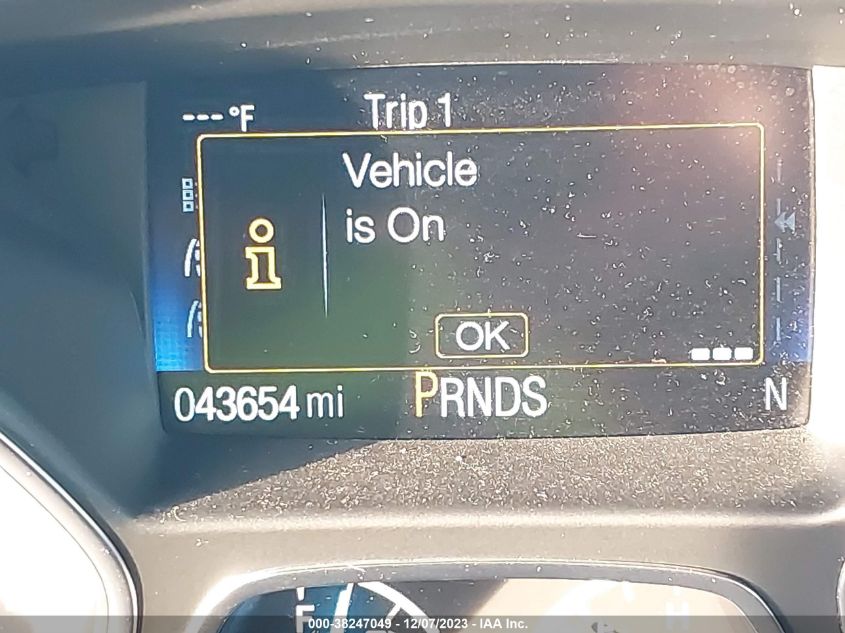 ---°F Trip 1
Vehicle
is On
i
OK
043654 mi PRNDS N
F H
000-38247049 - 12/07/2023 - IAA Inc.